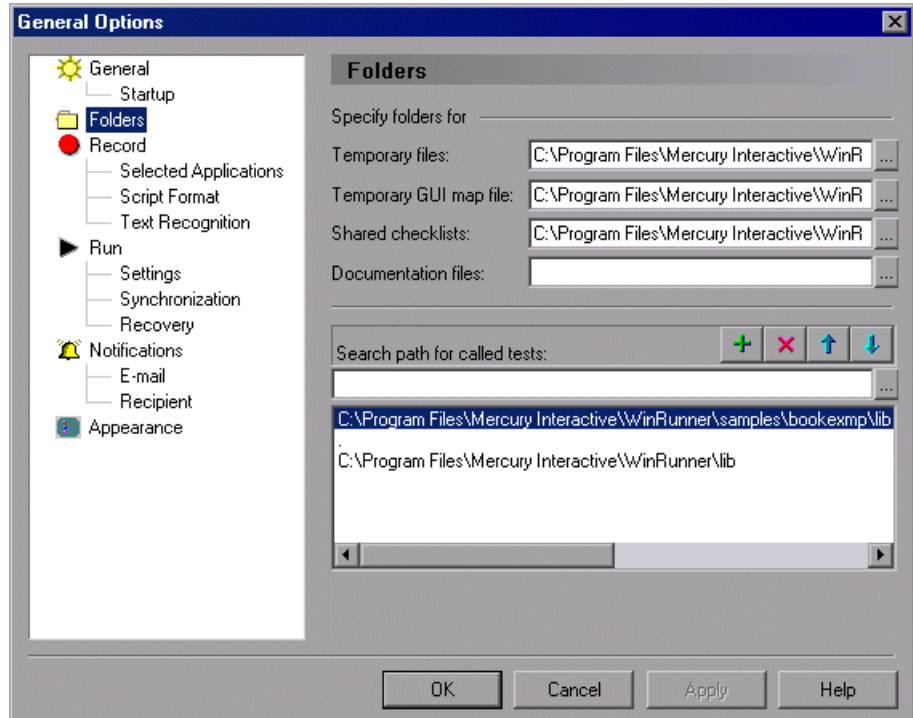 General Options
General
Startup
Folders
Record
Selected Applications
Script Format
Text Recognition
Run
Settings
Synchronization
Recovery
Notifications
E-mail
Recipient
Appearance
Folders
Specify folders for
Temporary files: C:\Program Files\Mercury Interactive\WinR ...
Temporary GUI map file: C:\Program Files\Mercury Interactive\WinR ...
Shared checklists: C:\Program Files\Mercury Interactive\WinR ...
Documentation files: ...
Search path for called tests:
...
C:\Program Files\Mercury Interactive\WinRunner\samples\bookexmp\lib
.
C:\Program Files\Mercury Interactive\WinRunner\lib
OK Cancel Apply Help